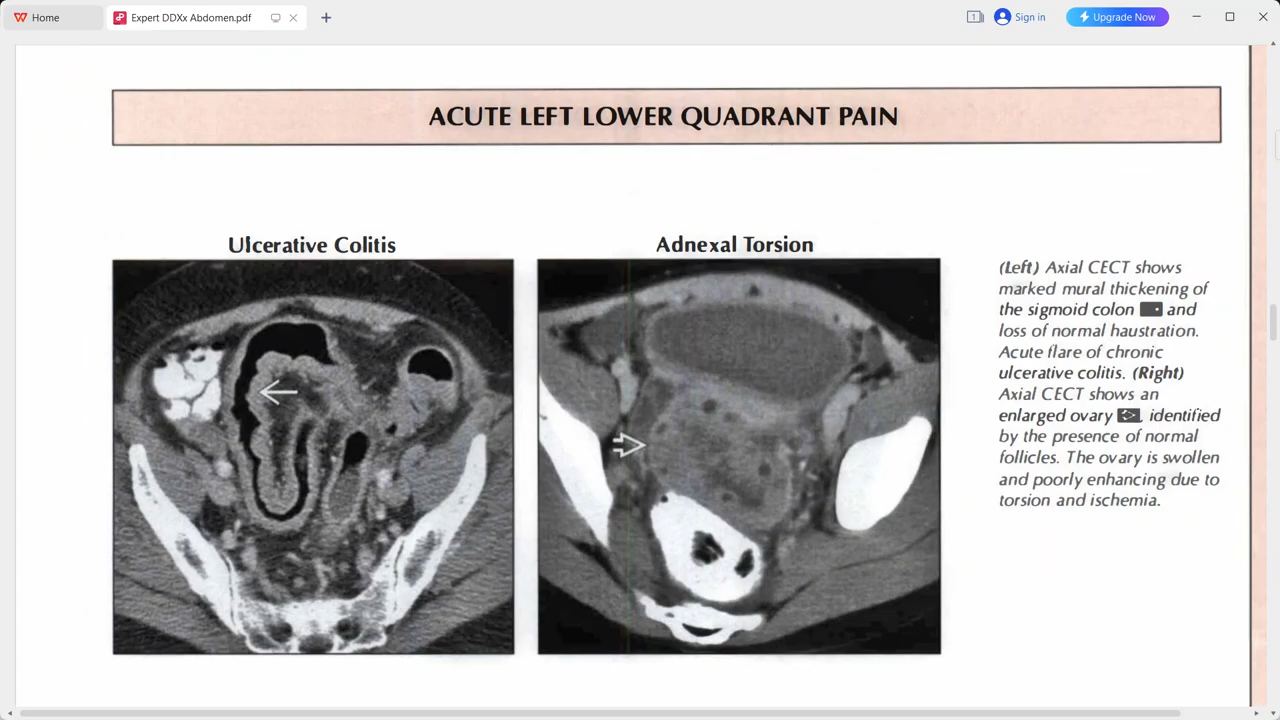 Home
Expert DDXx Abdomen.pdf
1
Sign in
Upgrade Now
ACUTE LEFT LOWER QUADRANT PAIN
Ulcerative Colitis
Adnexal Torsion
(Left) Axial CECT shows
marked mural thickening of
the sigmoid colon and
loss of normal haustration.
Acute flare of chronic
ulcerative colitis. (Right)
Axial CECT shows an
enlarged ovary , identified
by the presence of normal
follicles. The ovary is swollen
and poorly enhancing due to
torsion and ischemia.